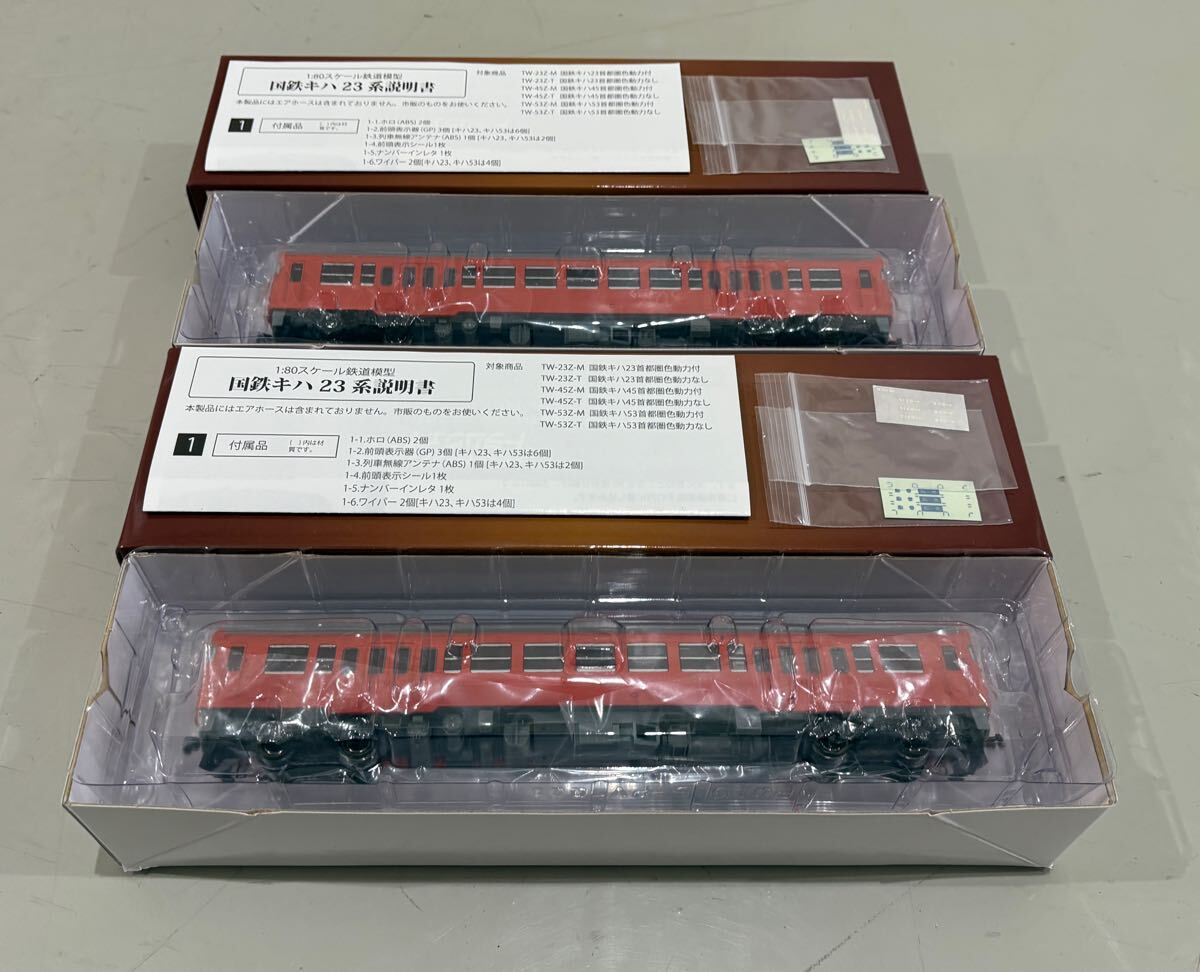 1:80スケール鉄道模型
国鉄キハ23系説明書
対象商品
TW-23Z-M 国鉄キハ23首都圏色動力付
TW-23Z-T 国鉄キハ23首都圏色動力なし
TW-45Z-M 国鉄キハ45首都圏色動力付
TW-45Z-T 国鉄キハ45首都圏色動力なし
TW-53Z-M 国鉄キハ53首都圏色動力付
TW-53Z-T 国鉄キハ53首都圏色動力なし
本製品にはエアホースは含まれておりません。市販のものをお使いください。
1
付属品
( )内は材質です。
1-1.ホロ(ABS) 2個
1-2.前頭表示器(GP) 3個 [キハ23、キハ53は6個]
1-3.列車無線アンテナ(ABS) 1個 [キハ23、キハ53は2個]
1-4.前頭表示シール1枚
1-5.ナンバーインレタ 1枚
1-6.ワイパー 2個[キハ23、キハ53は4個]
1:80スケール鉄道模型
国鉄キハ23系説明書
対象商品
TW-23Z-M 国鉄キハ23首都圏色動力付
TW-23Z-T 国鉄キハ23首都圏色動力なし
TW-45Z-M 国鉄キハ45首都圏色動力付
TW-45Z-T 国鉄キハ45首都圏色動力なし
TW-53Z-M 国鉄キハ53首都圏色動力付
TW-53Z-T 国鉄キハ53首都圏色動力なし
本製品にはエアホースは含まれておりません。市販のものをお使いください。
1
付属品
( )内は材質です。
1-1.ホロ(ABS) 2個
1-2.前頭表示器(GP) 3個 [キハ23、キハ53は6個]
1-3.列車無線アンテナ(ABS) 1個 [キハ23、キハ53は2個]
1-4.前頭表示シール1枚
1-5.ナンバーインレタ 1枚
1-6.ワイパー 2個[キハ23、キハ53は4個]